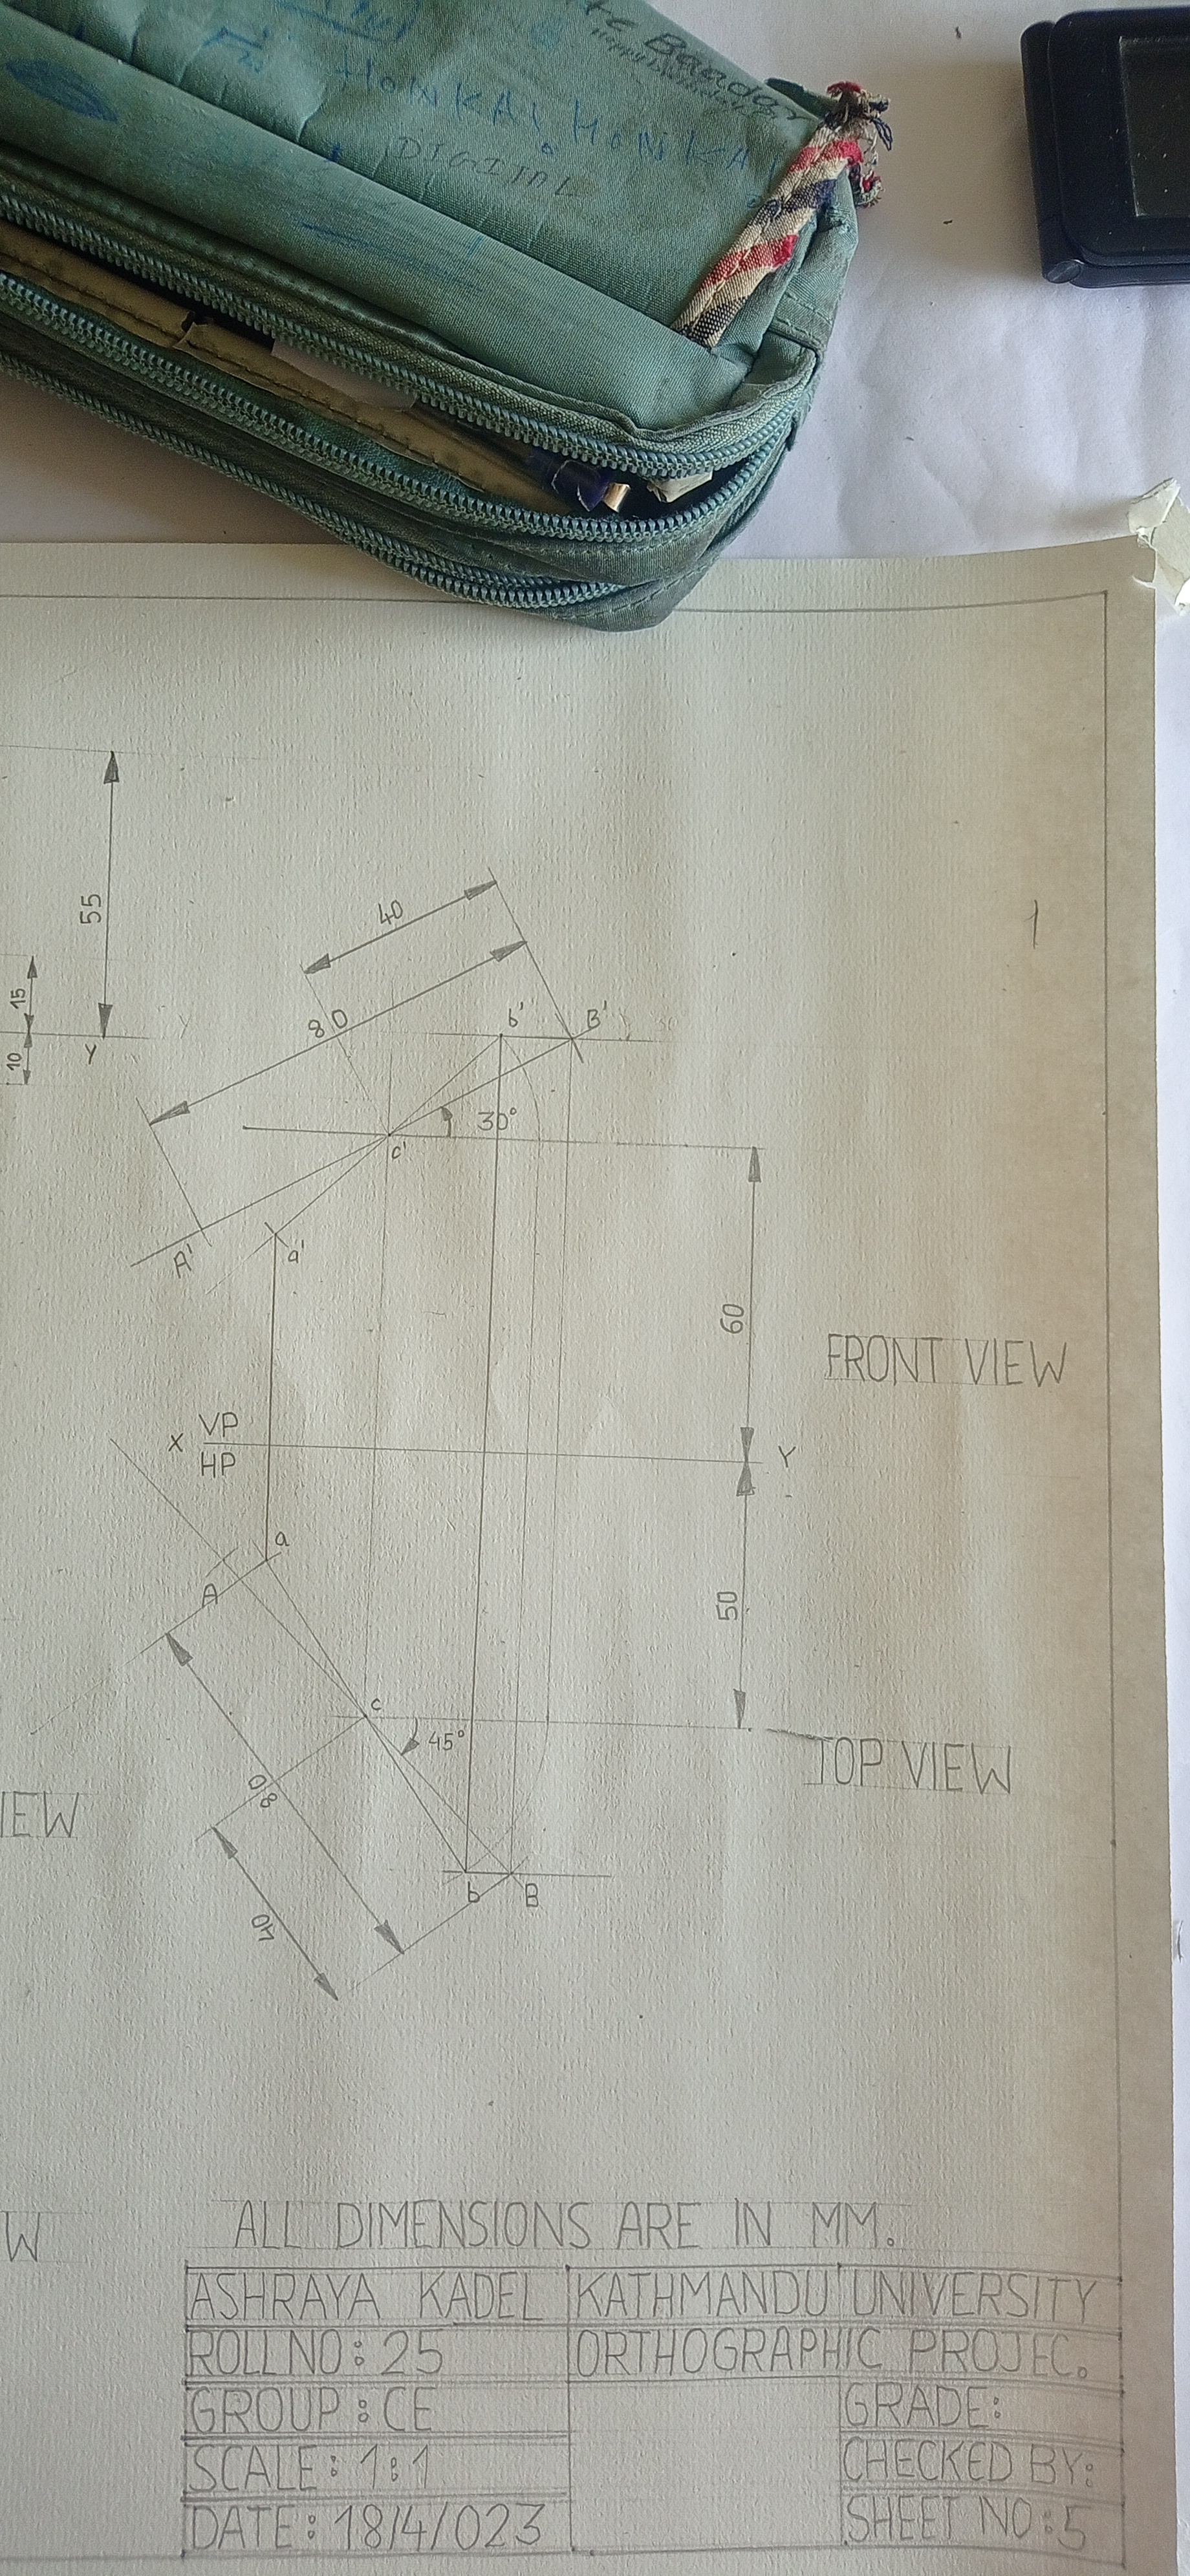 HONKAI HONKA
DIGITAL
55
15
10
Y
40
80
b'
B'
30°
c'
A'
a'
60
FRONT VIEW
X VP
HP
Y
a
A
50
c
45°
TOP VIEW
80
IEW
b
B
40
1
W
ALL DIMENSIONS ARE IN MM.
ASHRAYA KADEL KATHMANDU UNIVERSITY
ROLL NO: 25 ORTHOGRAPHIC PROJEC.
GROUP: CE GRADE:
SCALE: 1:1 CHECKED BY:
DATE: 18/4/023 SHEET NO:5